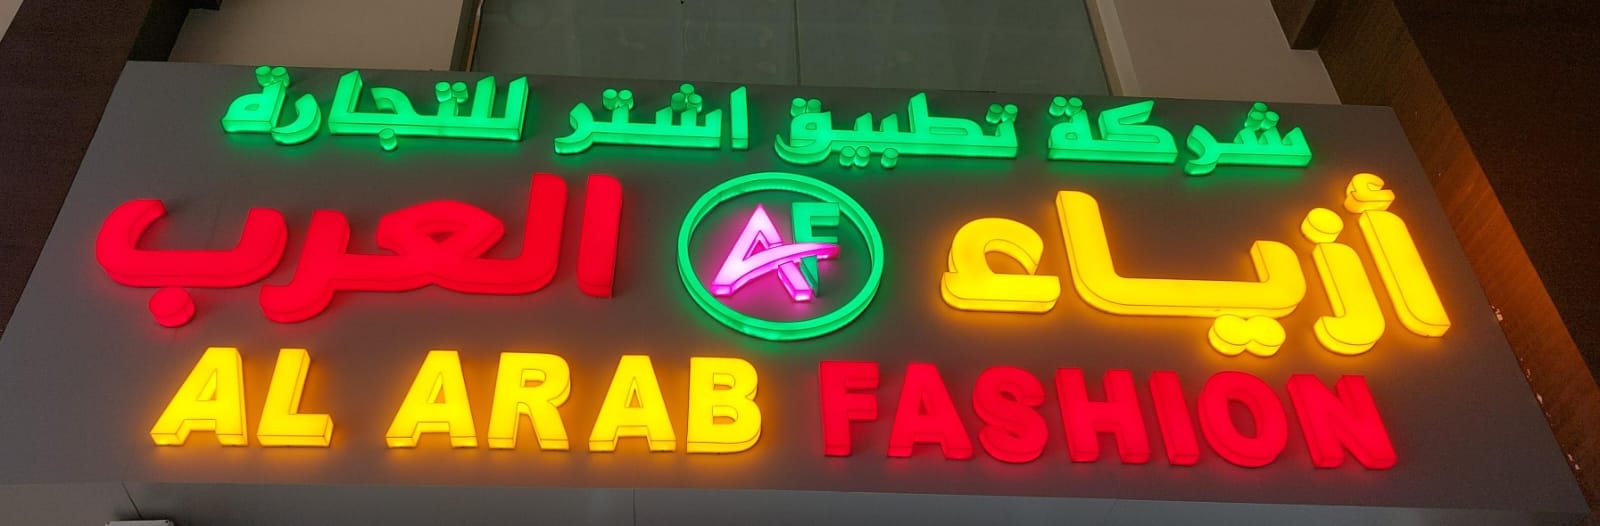 شركة تطبيق اشتر للتجارة
أزياء AF العرب
AL ARAB FASHION